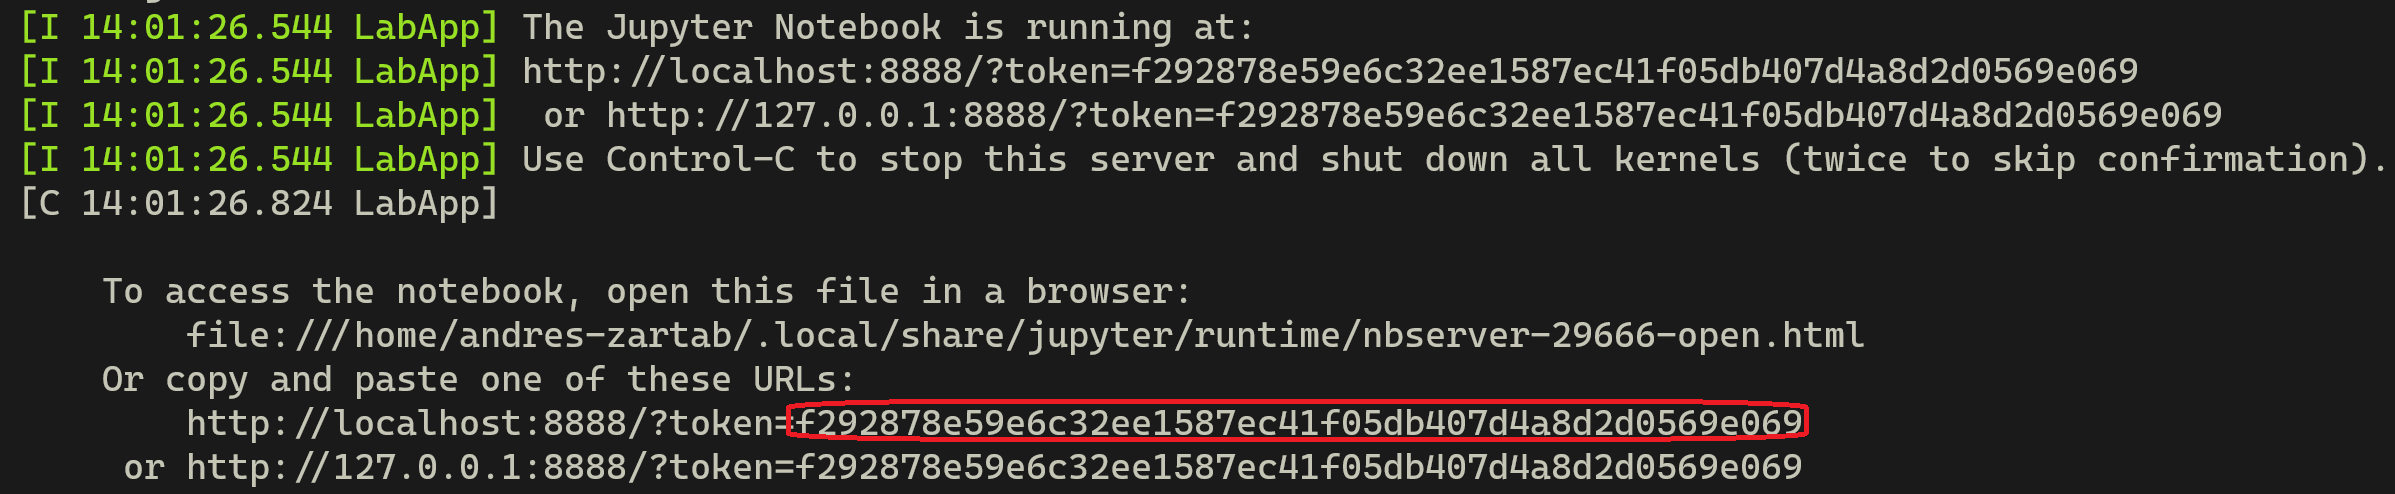 [I 14:01:26.544 LabApp] The Jupyter Notebook is running at:
[I 14:01:26.544 LabApp] http://localhost:8888/?token=f292878e59e6c32ee1587ec41f05db407d4a8d2d0569e069
[I 14:01:26.544 LabApp]  or http://127.0.0.1:8888/?token=f292878e59e6c32ee1587ec41f05db407d4a8d2d0569e069
[I 14:01:26.544 LabApp] Use Control-C to stop this server and shut down all kernels (twice to skip confirmation).
[C 14:01:26.824 LabApp]
To access the notebook, open this file in a browser:
file:///home/andres-zartab/.local/share/jupyter/runtime/nbserver-29666-open.html
Or copy and paste one of these URLs:
http://localhost:8888/?token=f292878e59e6c32ee1587ec41f05db407d4a8d2d0569e069
or http://127.0.0.1:8888/?token=f292878e59e6c32ee1587ec41f05db407d4a8d2d0569e069